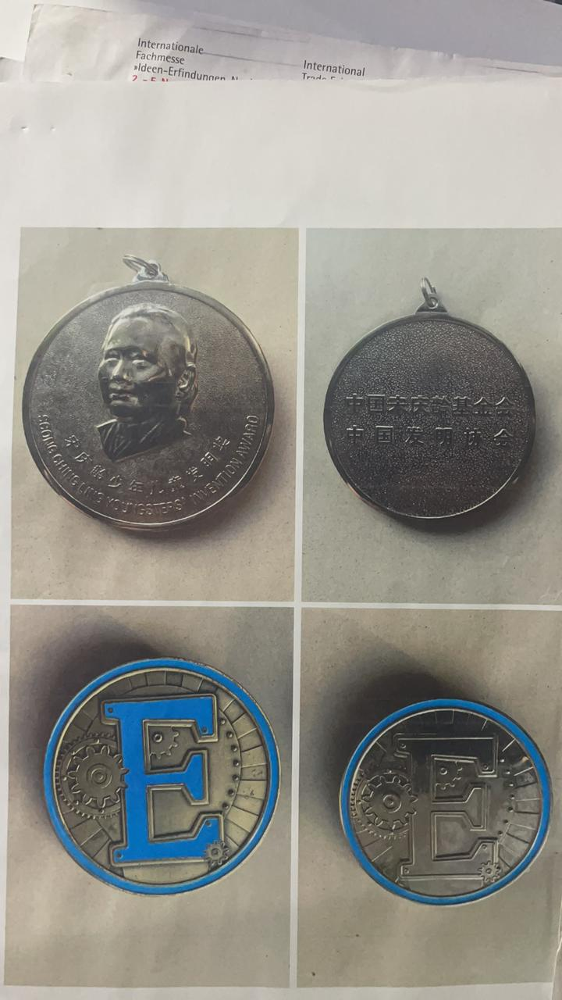 Internationale
Fachmesse
»Ideen-Erfindungen
International
宋庆龄少年儿童发明奖
SOONG CHING LING YOUNGSTERS' INVENTION AWARD
中国宋庆龄基金会
中国发明协会
E
E